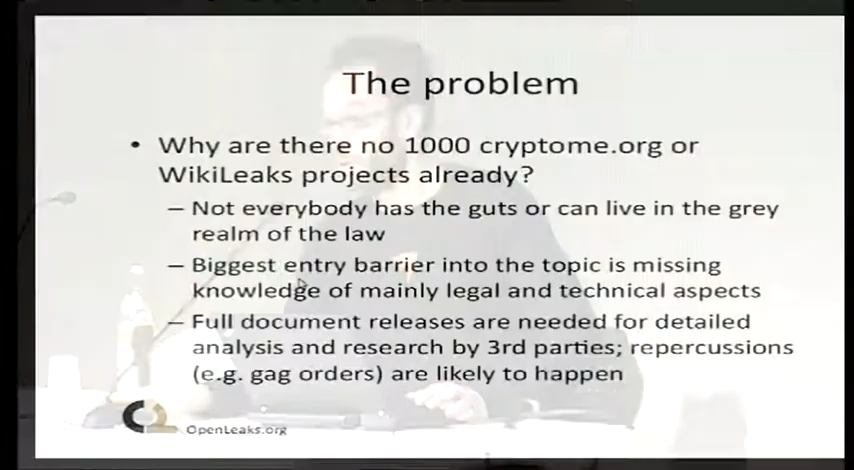 The problem
• Why are there no 1000 cryptome.org or
WikiLeaks projects already?
– Not everybody has the guts or can live in the grey
realm of the law
– Biggest entry barrier into the topic is missing
knowledge of mainly legal and technical aspects
– Full document releases are needed for detailed
analysis and research by 3rd parties; repercussions
(e.g. gag orders) are likely to happen
OpenLeaks.org